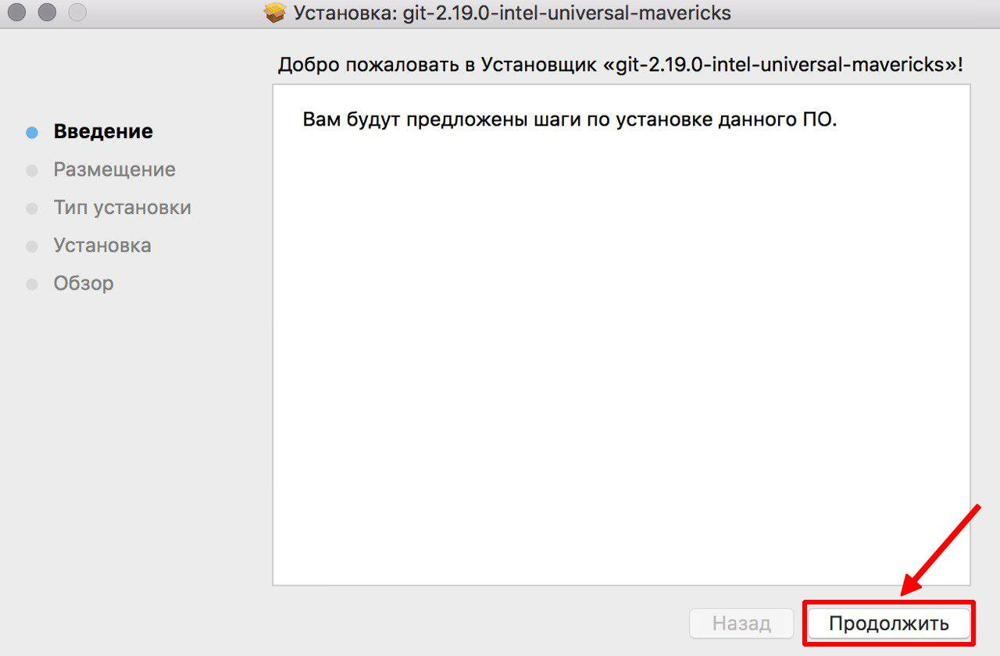 Установка: git-2.19.0-intel-universal-mavericks
Добро пожаловать в Установщик «git-2.19.0-intel-universal-mavericks»!
Введение
Размещение
Тип установки
Установка
Обзор
Вам будут предложены шаги по установке данного ПО.
Назад
Продолжить